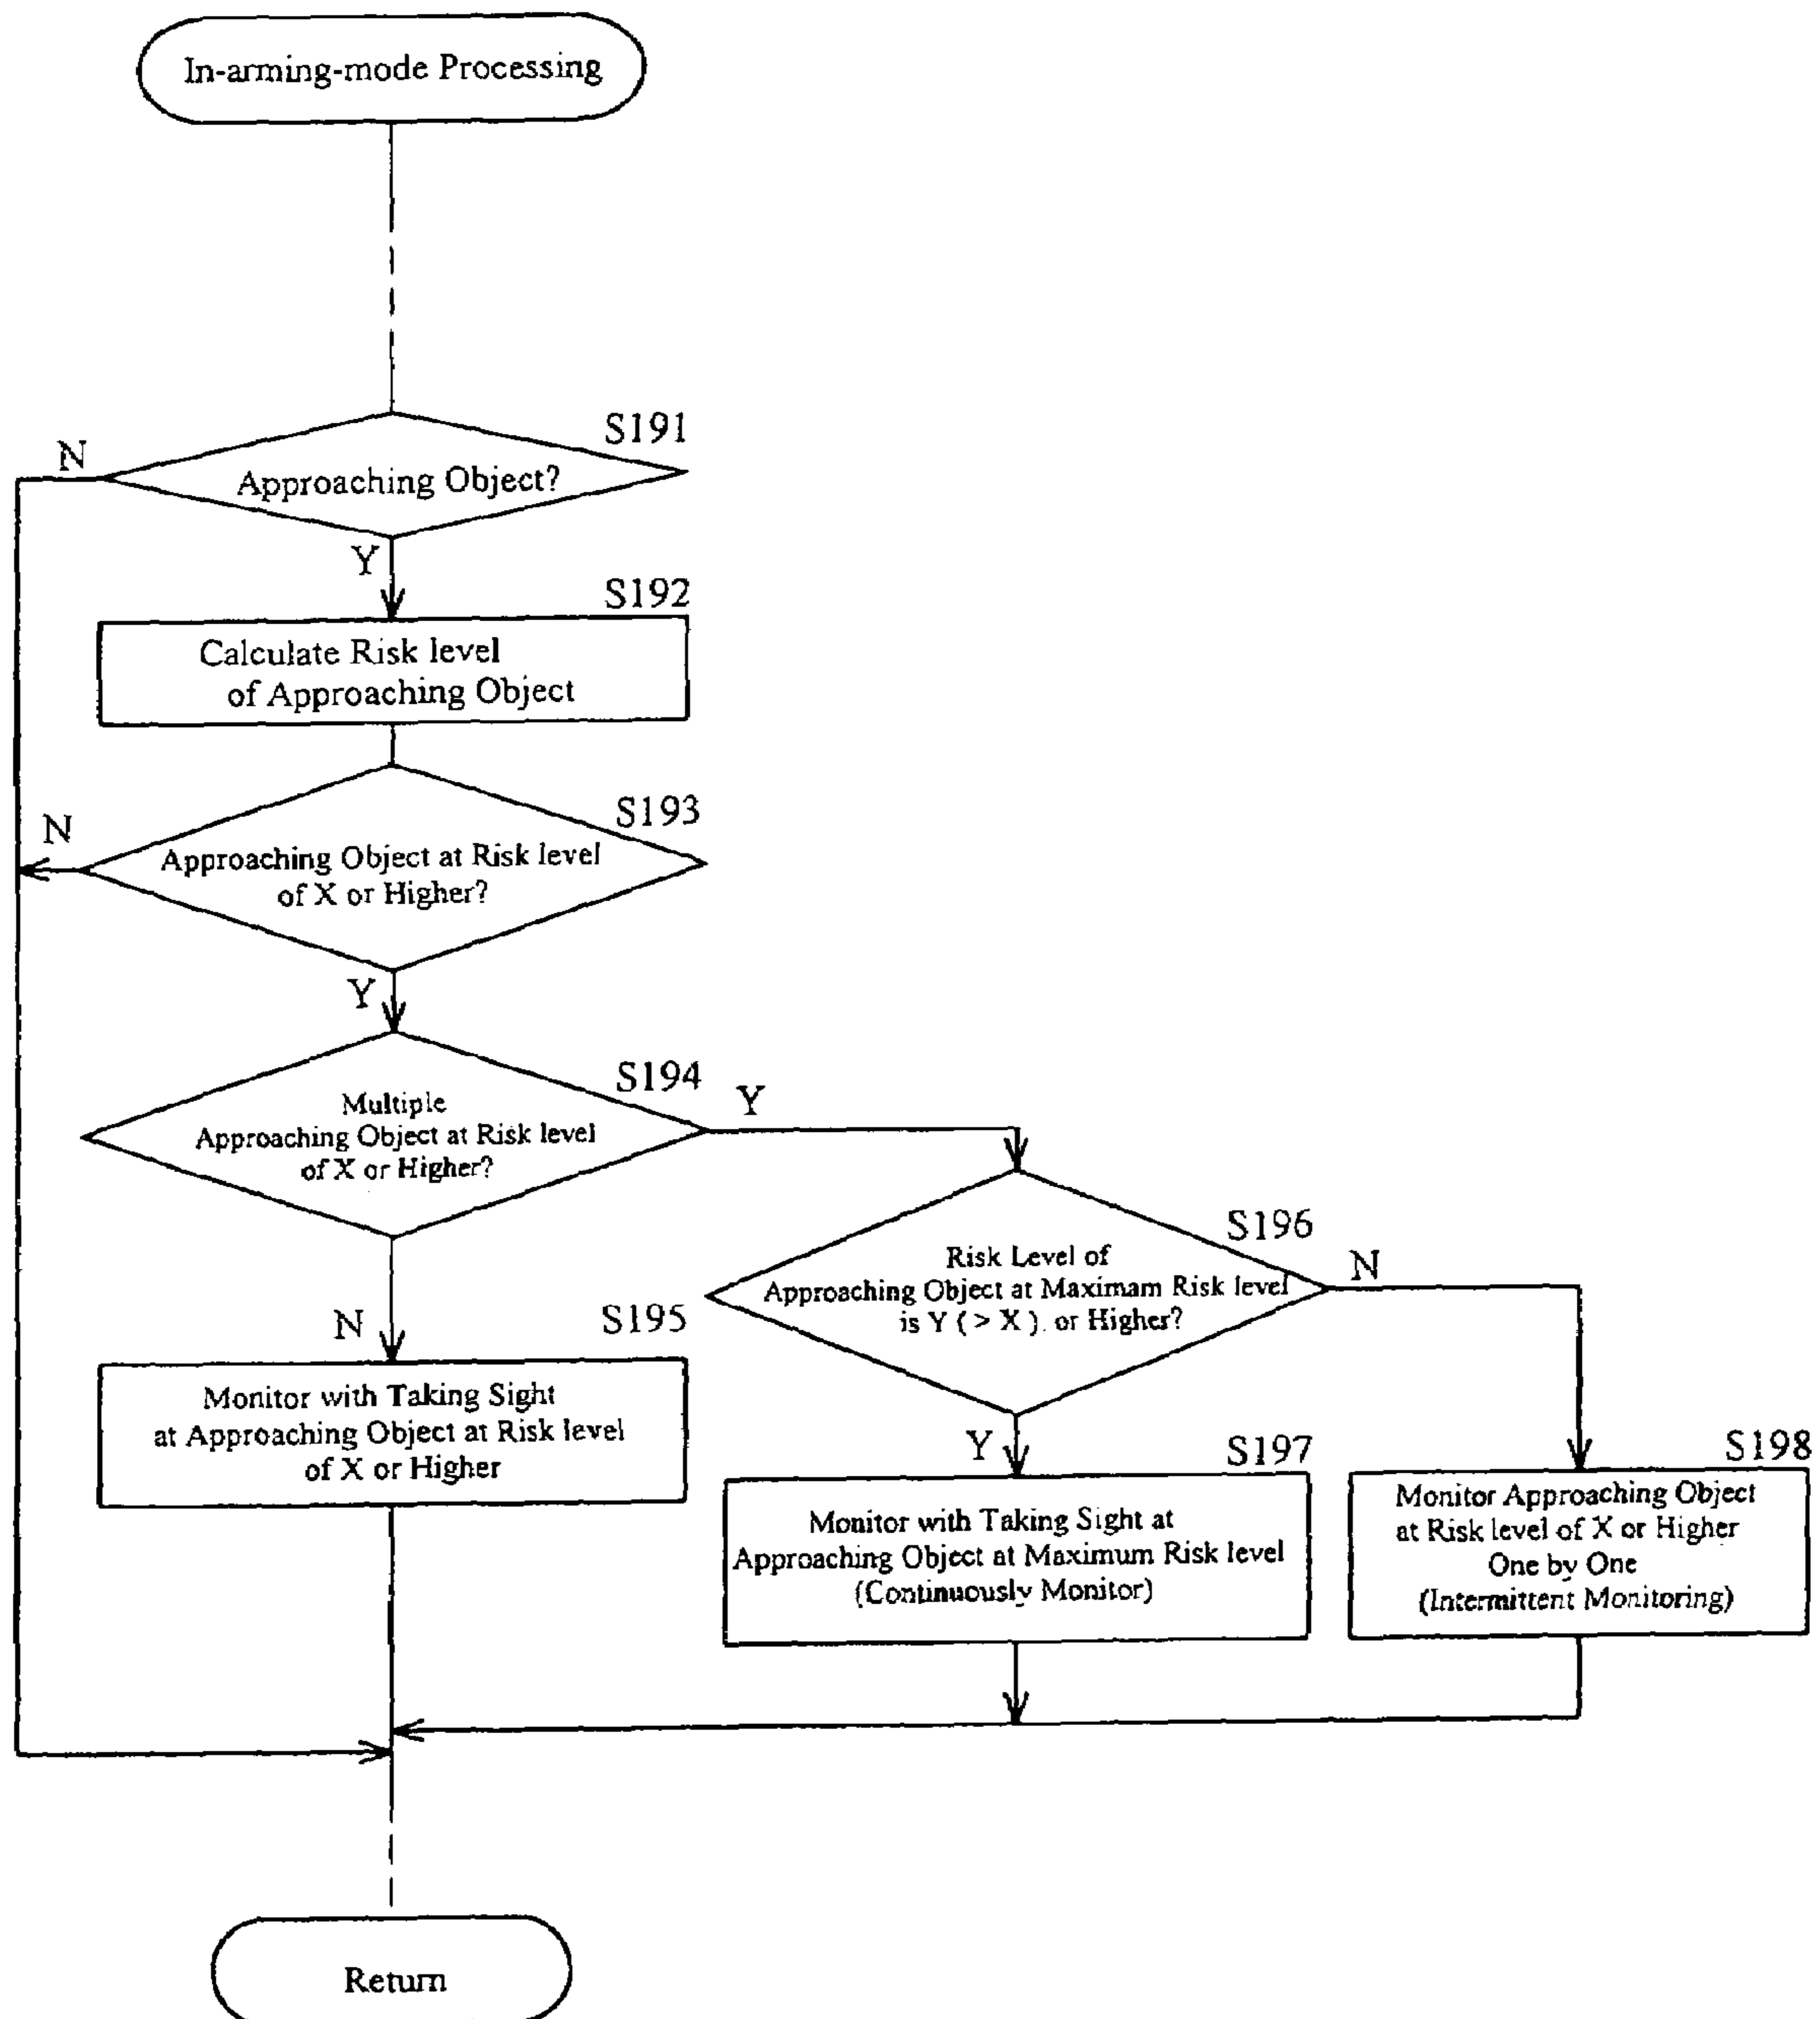 In-arming-mode Processing
S191
N
Approaching Object?
Y
S192
Calculate Risk level
of Approaching Object
S193
N
Approaching Object at Risk level
of X or Higher?
Y
S194
Y
Multiple
Approaching Object at Risk level
of X or Higher?
S196
N
Risk Level of
Approaching Object at Maximam Risk level
is Y ( > X ). or Higher?
N
S195
Monitor with Taking Sight
at Approaching Object at Risk level
of X or Higher
Y
S197
Monitor with Taking Sight at
Approaching Object at Maximum Risk level
(Continuously Monitor)
S198
Monitor Approaching Object
at Risk level of X or Higher
One by One
(Intermittent Monitoring)
Return